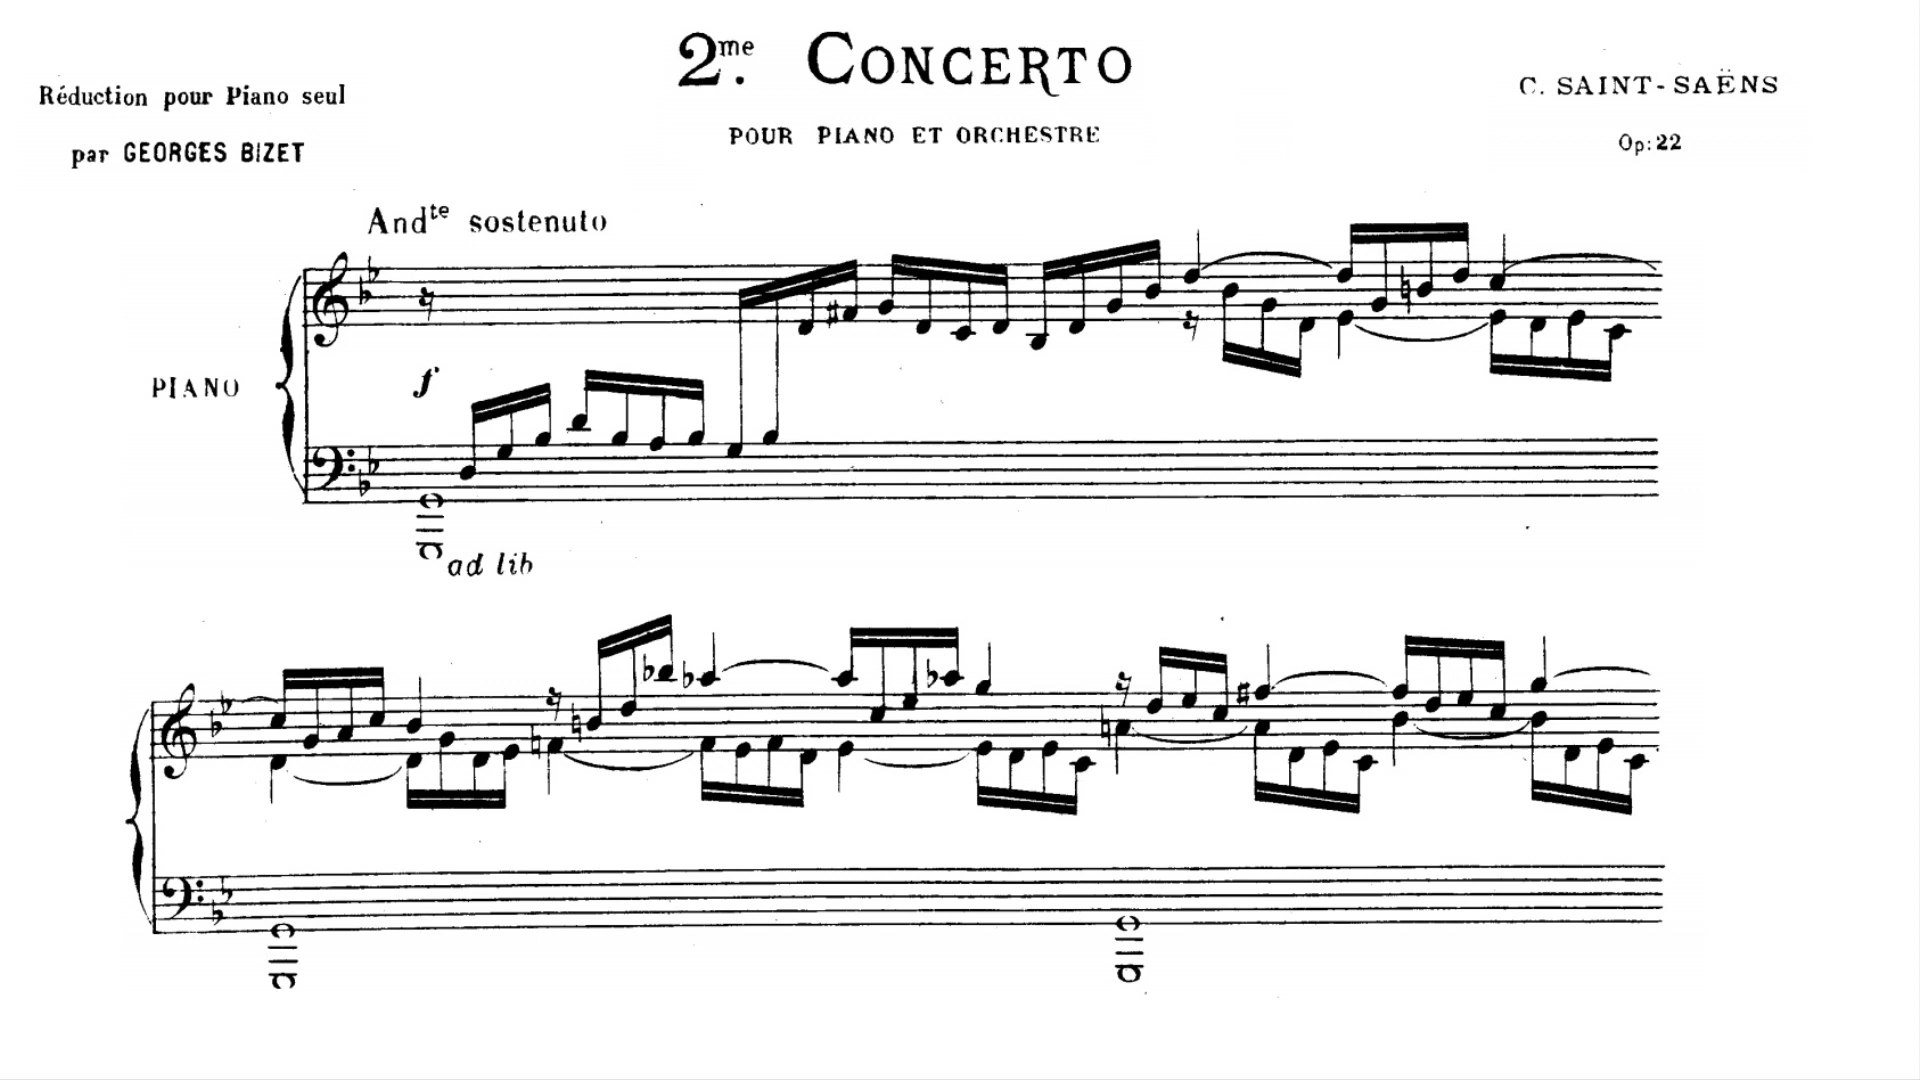 2me. CONCERTO
POUR PIANO ET ORCHESTRE
Réduction pour Piano seul
par GEORGES BIZET
C. SAINT-SAËNS
Op: 22
Andte sostenuto
PIANO
f
ad lib